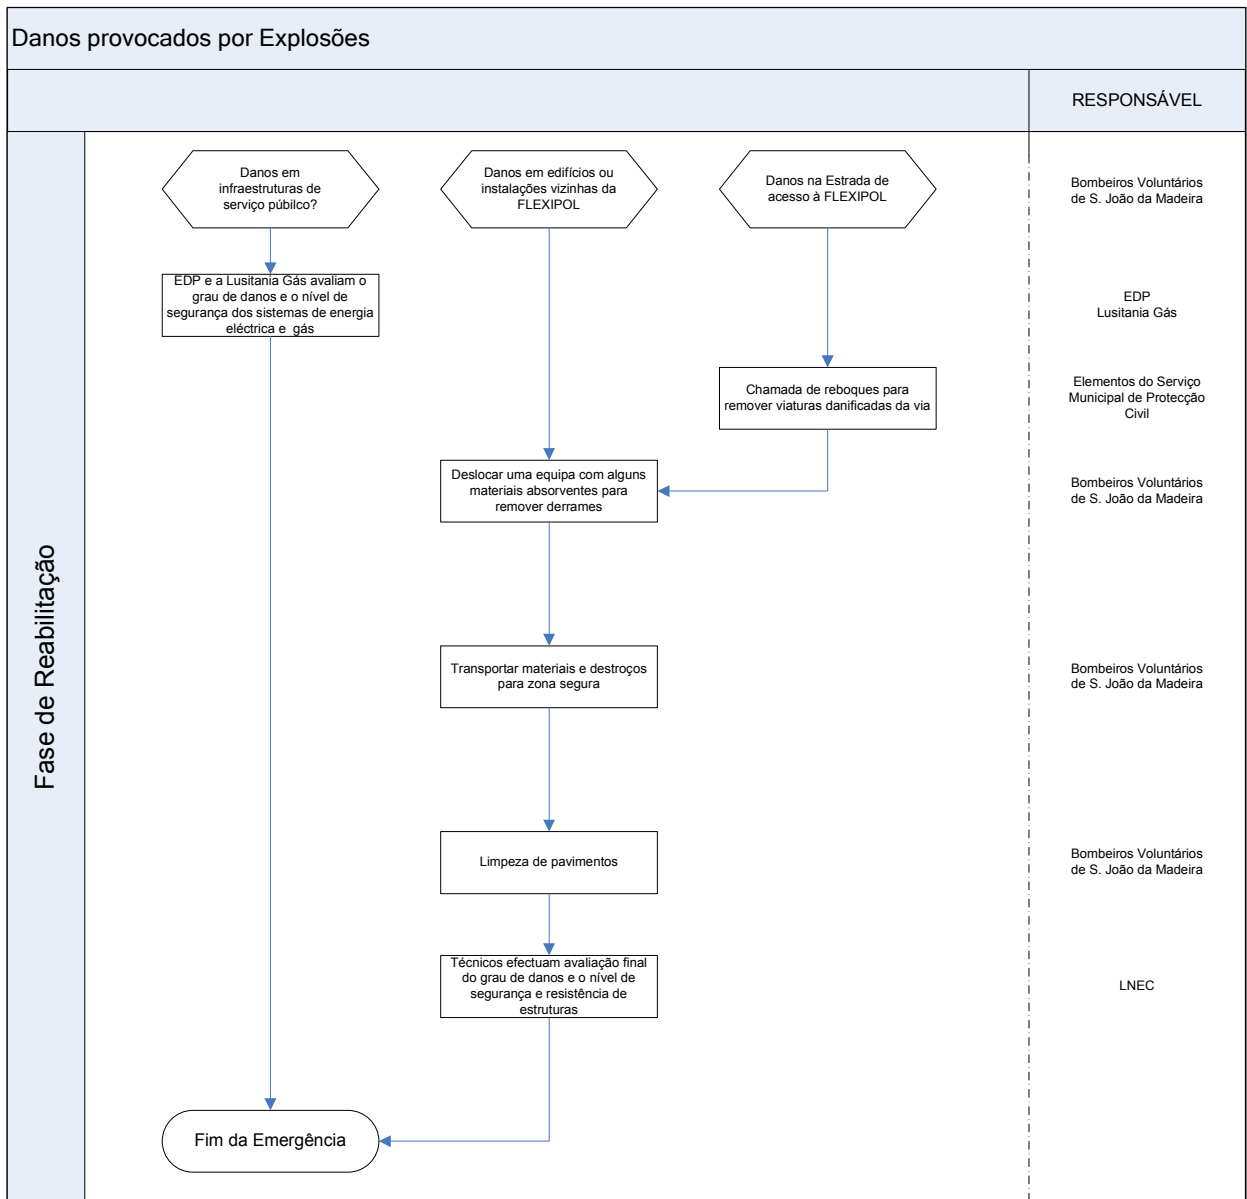 Danos provocados por Explosões
RESPONSÁVEL
Fase de Reabilitação
Danos em
infraestruturas de
serviço púbilco?
Danos em edifícios ou
instalações vizinhas da
FLEXIPOL
Danos na Estrada de
acesso à FLEXIPOL
Bombeiros Voluntários
de S. João da Madeira
EDP e a Lusitania Gás avaliam o
grau de danos e o nível de
segurança dos sistemas de energia
eléctrica e gás
EDP
Lusitania Gás
Chamada de reboques para
remover viaturas danificadas da via
Elementos do Serviço
Municipal de Protecção
Civil
Deslocar uma equipa com alguns
materiais absorventes para
remover derrames
Bombeiros Voluntários
de S. João da Madeira
Transportar materiais e destroços
para zona segura
Bombeiros Voluntários
de S. João da Madeira
Limpeza de pavimentos
Bombeiros Voluntários
de S. João da Madeira
Técnicos efectuam avaliação final
do grau de danos e o nível de
segurança e resistência de
estruturas
LNEC
Fim da Emergência